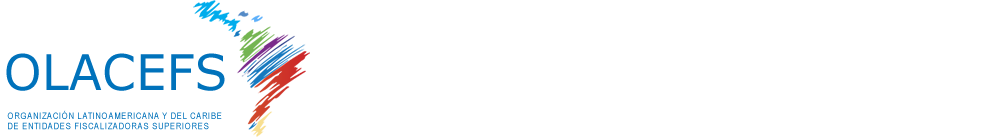 OLACEFS
ORGANIZACIÓN LATINOAMERICANA Y DEL CARIBE
DE ENTIDADES FISCALIZADORAS SUPERIORES